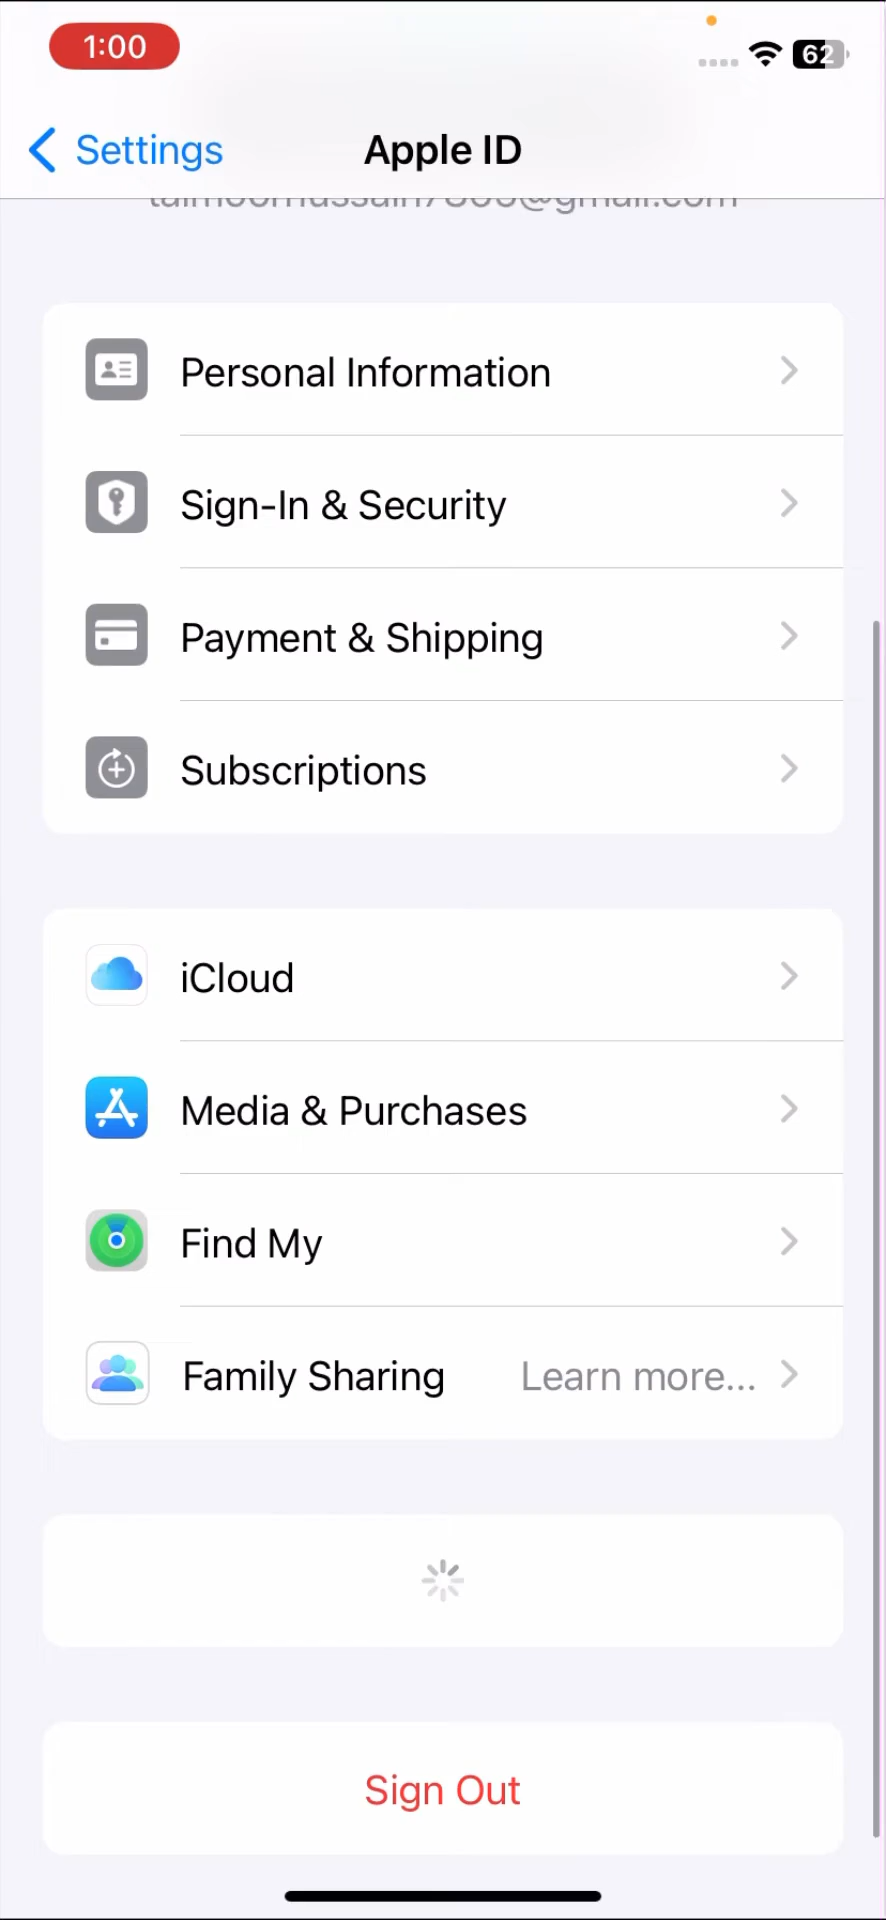 1:00
62
Settings
Apple ID
Personal Information
Sign-In & Security
Payment & Shipping
Subscriptions
iCloud
Media & Purchases
Find My
Family Sharing Learn more...
Sign Out